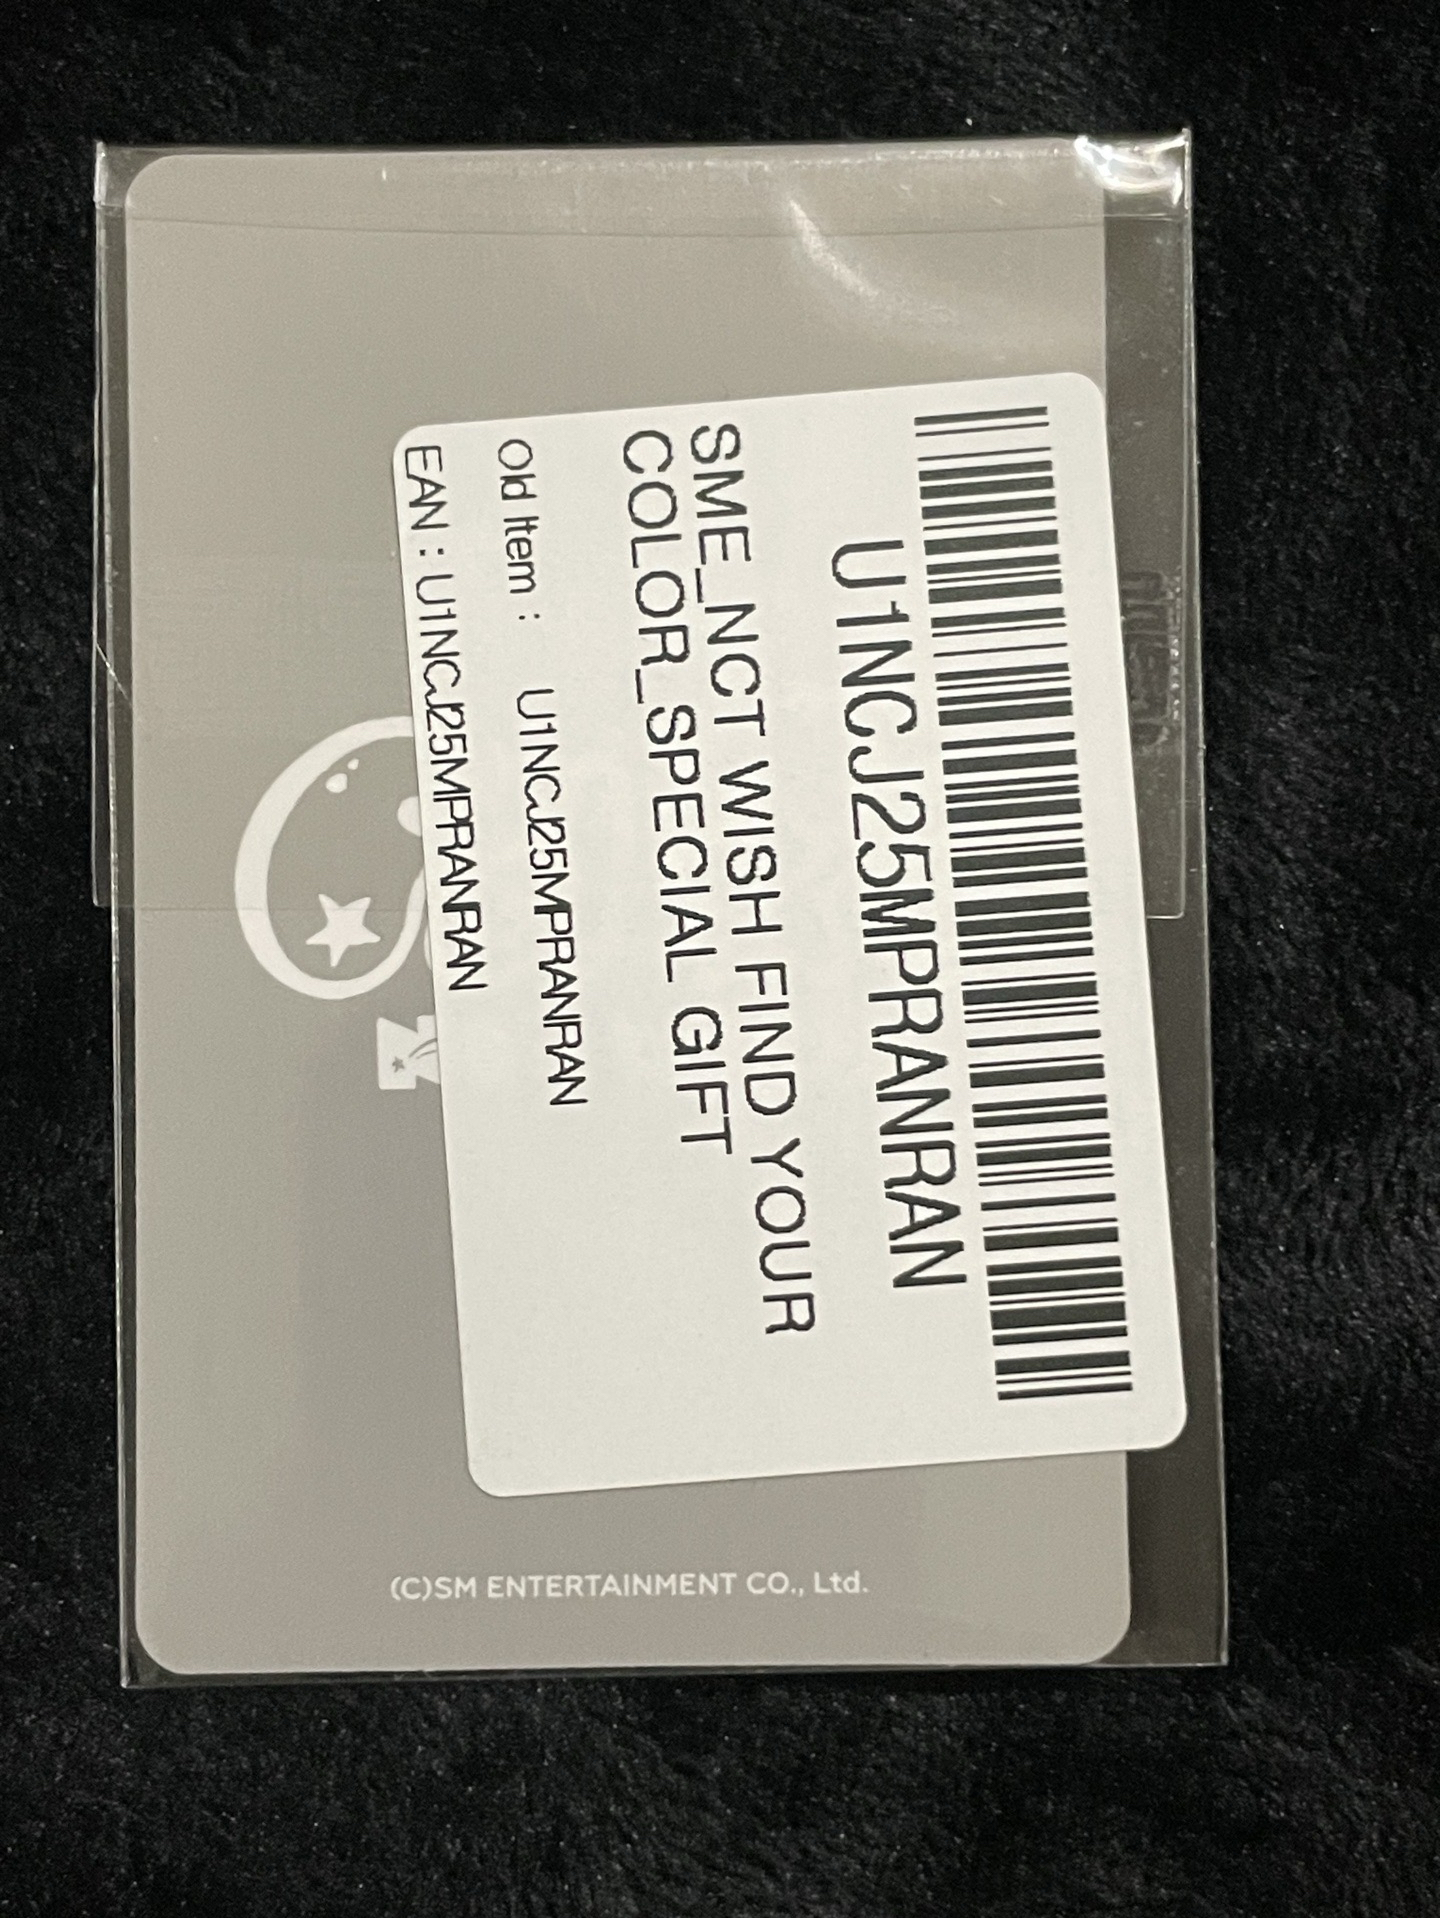 U1NCJ25MPRANRAN
SME_NCT WISH FIND YOUR
COLOR_SPECIAL GIFT
Old Item : U1NCJ25MPRANRAN
EAN : U1NCJ25MPRANRAN
(C)SM ENTERTAINMENT CO., Ltd.